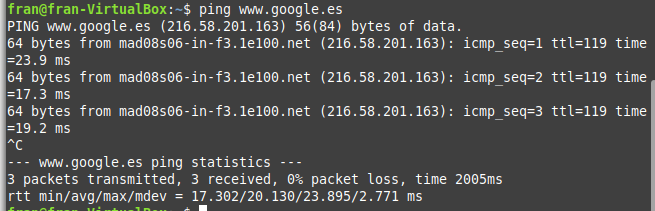 fran@fran-VirtualBox:~$ ping www.google.es
PING www.google.es (216.58.201.163) 56(84) bytes of data.
64 bytes from mad08s06-in-f3.1e100.net (216.58.201.163): icmp_seq=1 ttl=119 time
=23.9 ms
64 bytes from mad08s06-in-f3.1e100.net (216.58.201.163): icmp_seq=2 ttl=119 time
=17.3 ms
64 bytes from mad08s06-in-f3.1e100.net (216.58.201.163): icmp_seq=3 ttl=119 time
=19.2 ms
^C
--- www.google.es ping statistics ---
3 packets transmitted, 3 received, 0% packet loss, time 2005ms
rtt min/avg/max/mdev = 17.302/20.130/23.895/2.771 ms
fran@fran-VirtualBox:~$